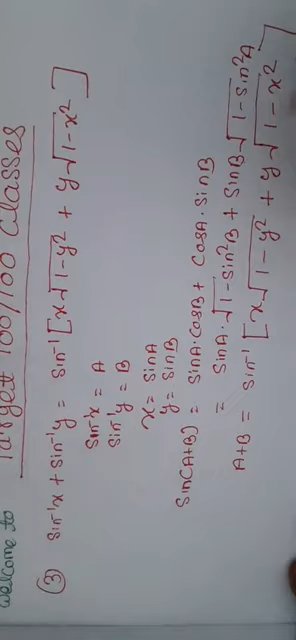 Welcome to Target 100/100 Classes
③ sin⁻¹x + sin⁻¹y = sin⁻¹[x√1-y² + y√1-x²]
sin⁻¹x = A
sin⁻¹y = B
x = sinA
y = sinB
sin(A+B) = sinA.cosB + cosA.sinB
= sinA.√1-sin²B + sinB√1-sin²A
A+B = sin⁻¹[x√1-y² + y√1-x²]